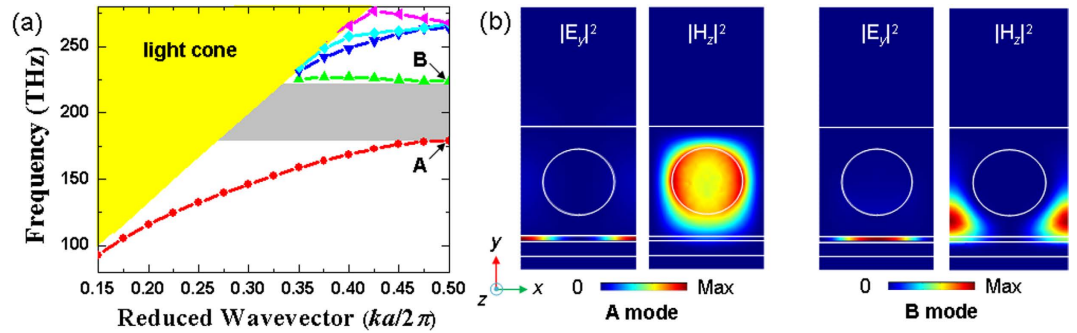 (a)
Frequency (THz)
250
200
150
100
light cone
B
A
0.15 0.20 0.25 0.30 0.35 0.40 0.45 0.50
Reduced Wavevector (ka/2π)
(b)
|Ey|² |Hz|² |Ey|² |Hz|²
y
z x
0 Max 0 Max
A mode B mode